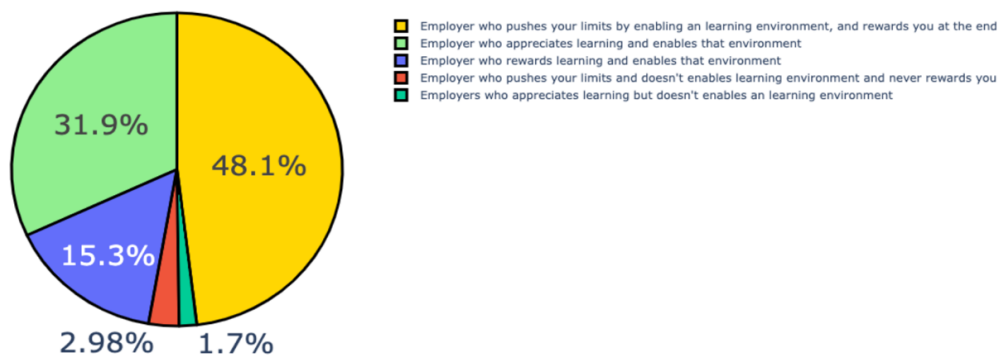 Employer who pushes your limits by enabling an learning environment, and rewards you at the end
Employer who appreciates learning and enables that environment
Employer who rewards learning and enables that environment
Employer who pushes your limits and doesn't enables learning environment and never rewards you
Employers who appreciates learning but doesn't enables an learning environment
31.9%
48.1%
15.3%
2.98%
1.7%